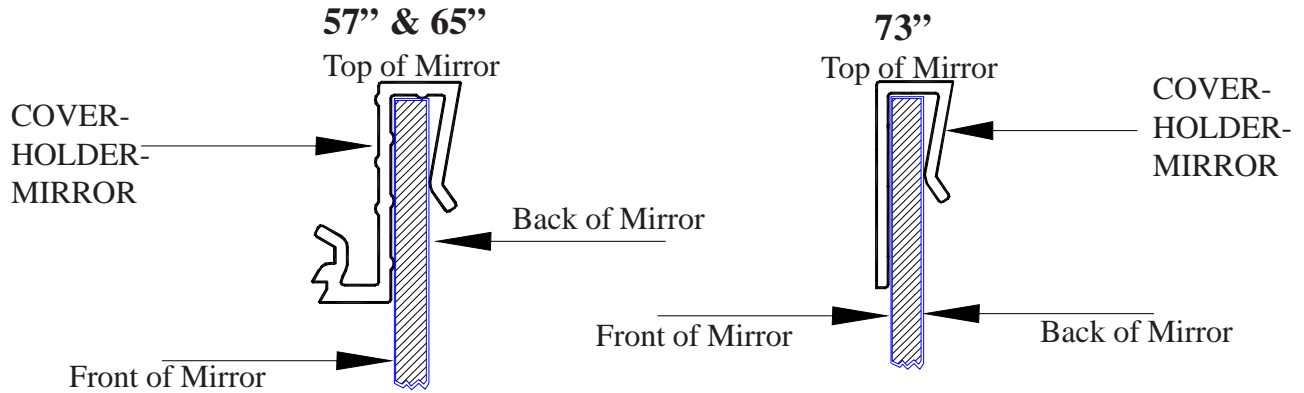 57” & 65”
Top of Mirror
COVER-
HOLDER-
MIRROR
Back of Mirror
Front of Mirror
73”
Top of Mirror
COVER-
HOLDER-
MIRROR
Front of Mirror
Back of Mirror